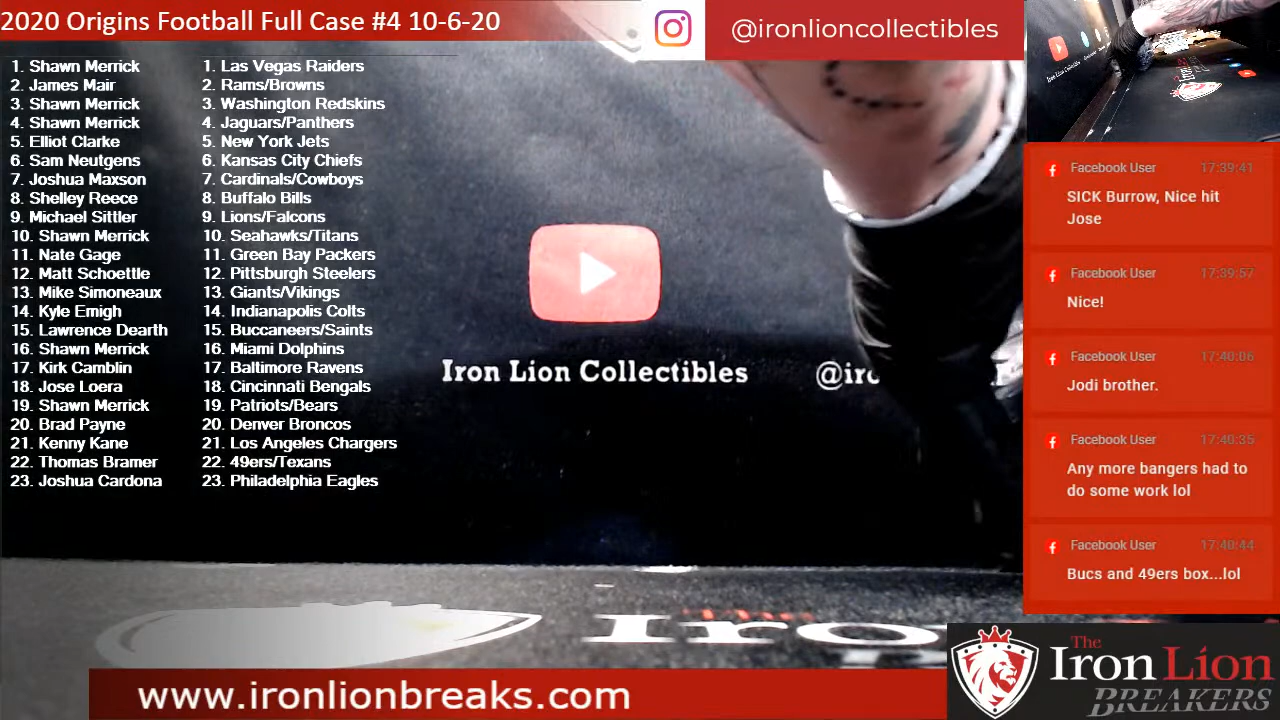 2020 Origins Football Full Case #4 10-6-20
@ironlioncollectibles
1. Shawn Merrick 1. Las Vegas Raiders
2. James Mair 2. Rams/Browns
3. Shawn Merrick 3. Washington Redskins
4. Shawn Merrick 4. Jaguars/Panthers
5. Elliot Clarke 5. New York Jets
6. Sam Neutgens 6. Kansas City Chiefs
7. Joshua Maxson 7. Cardinals/Cowboys
8. Shelley Reece 8. Buffalo Bills
9. Michael Sittler 9. Lions/Falcons
10. Shawn Merrick 10. Seahawks/Titans
11. Nate Gage 11. Green Bay Packers
12. Matt Schoettle 12. Pittsburgh Steelers
13. Mike Simoneaux 13. Giants/Vikings
14. Kyle Emigh 14. Indianapolis Colts
15. Lawrence Dearth 15. Buccaneers/Saints
16. Shawn Merrick 16. Miami Dolphins
17. Kirk Camblin 17. Baltimore Ravens
18. Jose Loera 18. Cincinnati Bengals
19. Shawn Merrick 19. Patriots/Bears
20. Brad Payne 20. Denver Broncos
21. Kenny Kane 21. Los Angeles Chargers
22. Thomas Bramer 22. 49ers/Texans
23. Joshua Cardona 23. Philadelphia Eagles
Iron Lion Collectibles @iro
Facebook User 17:39:41
SICK Burrow, Nice hit
Jose
Facebook User 17:39:57
Nice!
Facebook User 17:40:06
Jodi brother.
Facebook User 17:40:35
Any more bangers had to
do some work lol
Facebook User 17:40:44
Bucs and 49ers box...lol
Iro
www.ironlionbreaks.com
The
Iron Lion
BREAKERS